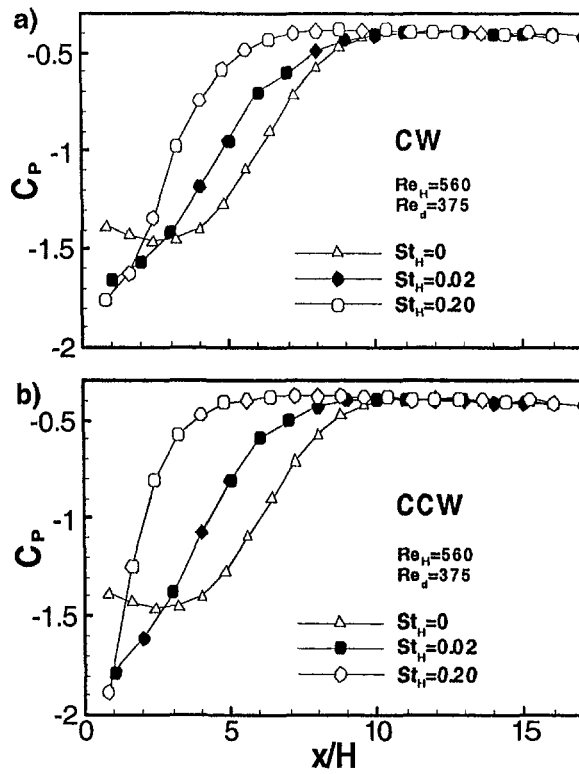 a)
-0.5
-1
-1.5
-2
C_P
CW
Re_H=560
Re_d=375
St_H=0
St_H=0.02
St_H=0.20
b)
-0.5
-1
-1.5
-2
C_P
CCW
Re_H=560
Re_d=375
St_H=0
St_H=0.02
St_H=0.20
0 5 10 15
x/H